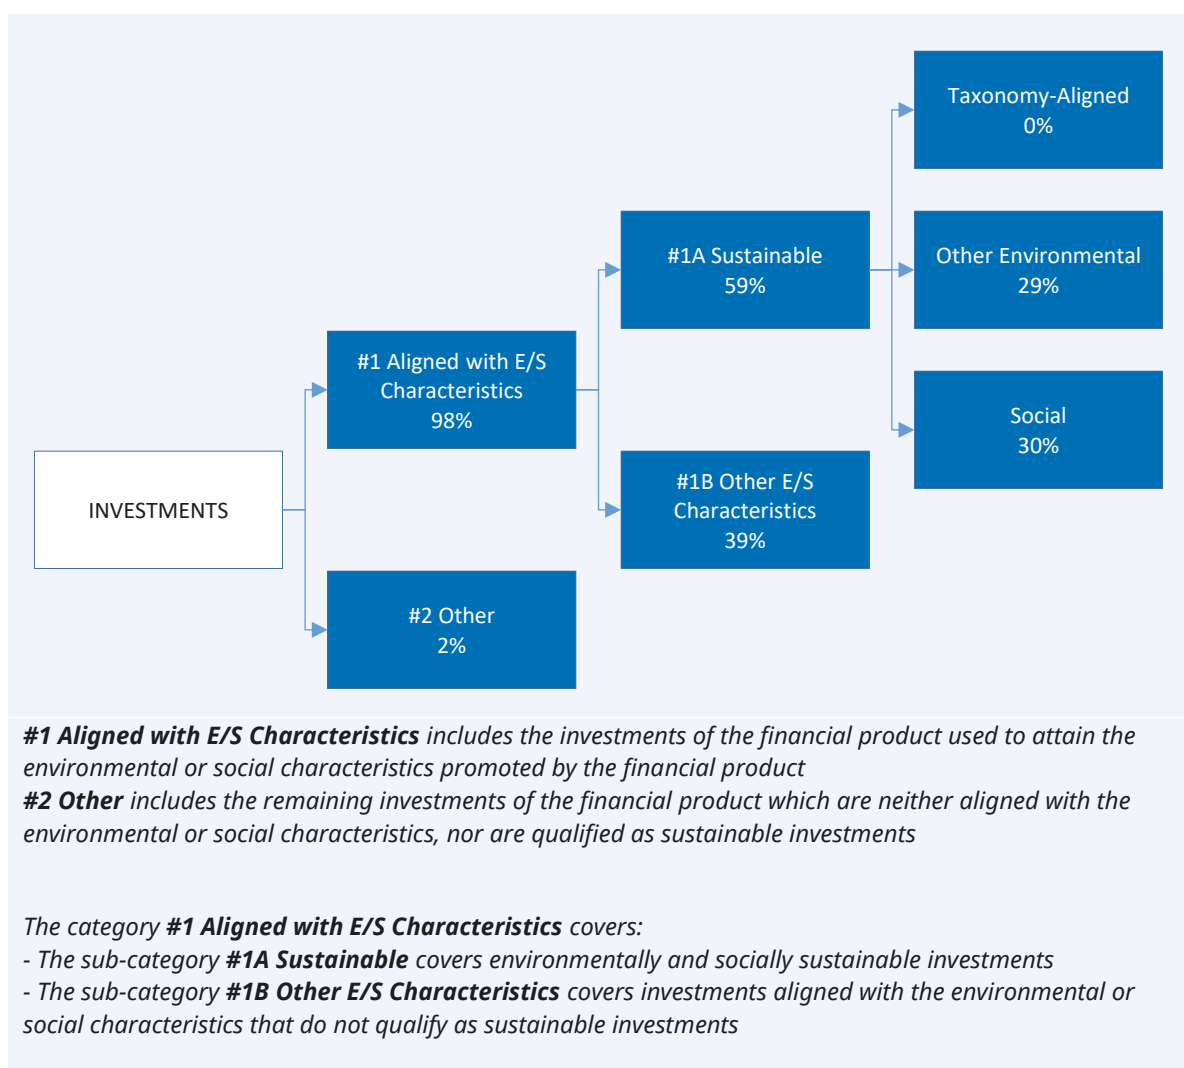 Taxonomy-Aligned
0%
#1A Sustainable
59%
Other Environmental
29%
#1 Aligned with E/S
Characteristics
98%
Social
30%
INVESTMENTS
#1B Other E/S
Characteristics
39%
#2 Other
2%
#1 Aligned with E/S Characteristics includes the investments of the financial product used to attain the
environmental or social characteristics promoted by the financial product
#2 Other includes the remaining investments of the financial product which are neither aligned with the
environmental or social characteristics, nor are qualified as sustainable investments
The category #1 Aligned with E/S Characteristics covers:
- The sub-category #1A Sustainable covers environmentally and socially sustainable investments
- The sub-category #1B Other E/S Characteristics covers investments aligned with the environmental or
social characteristics that do not qualify as sustainable investments